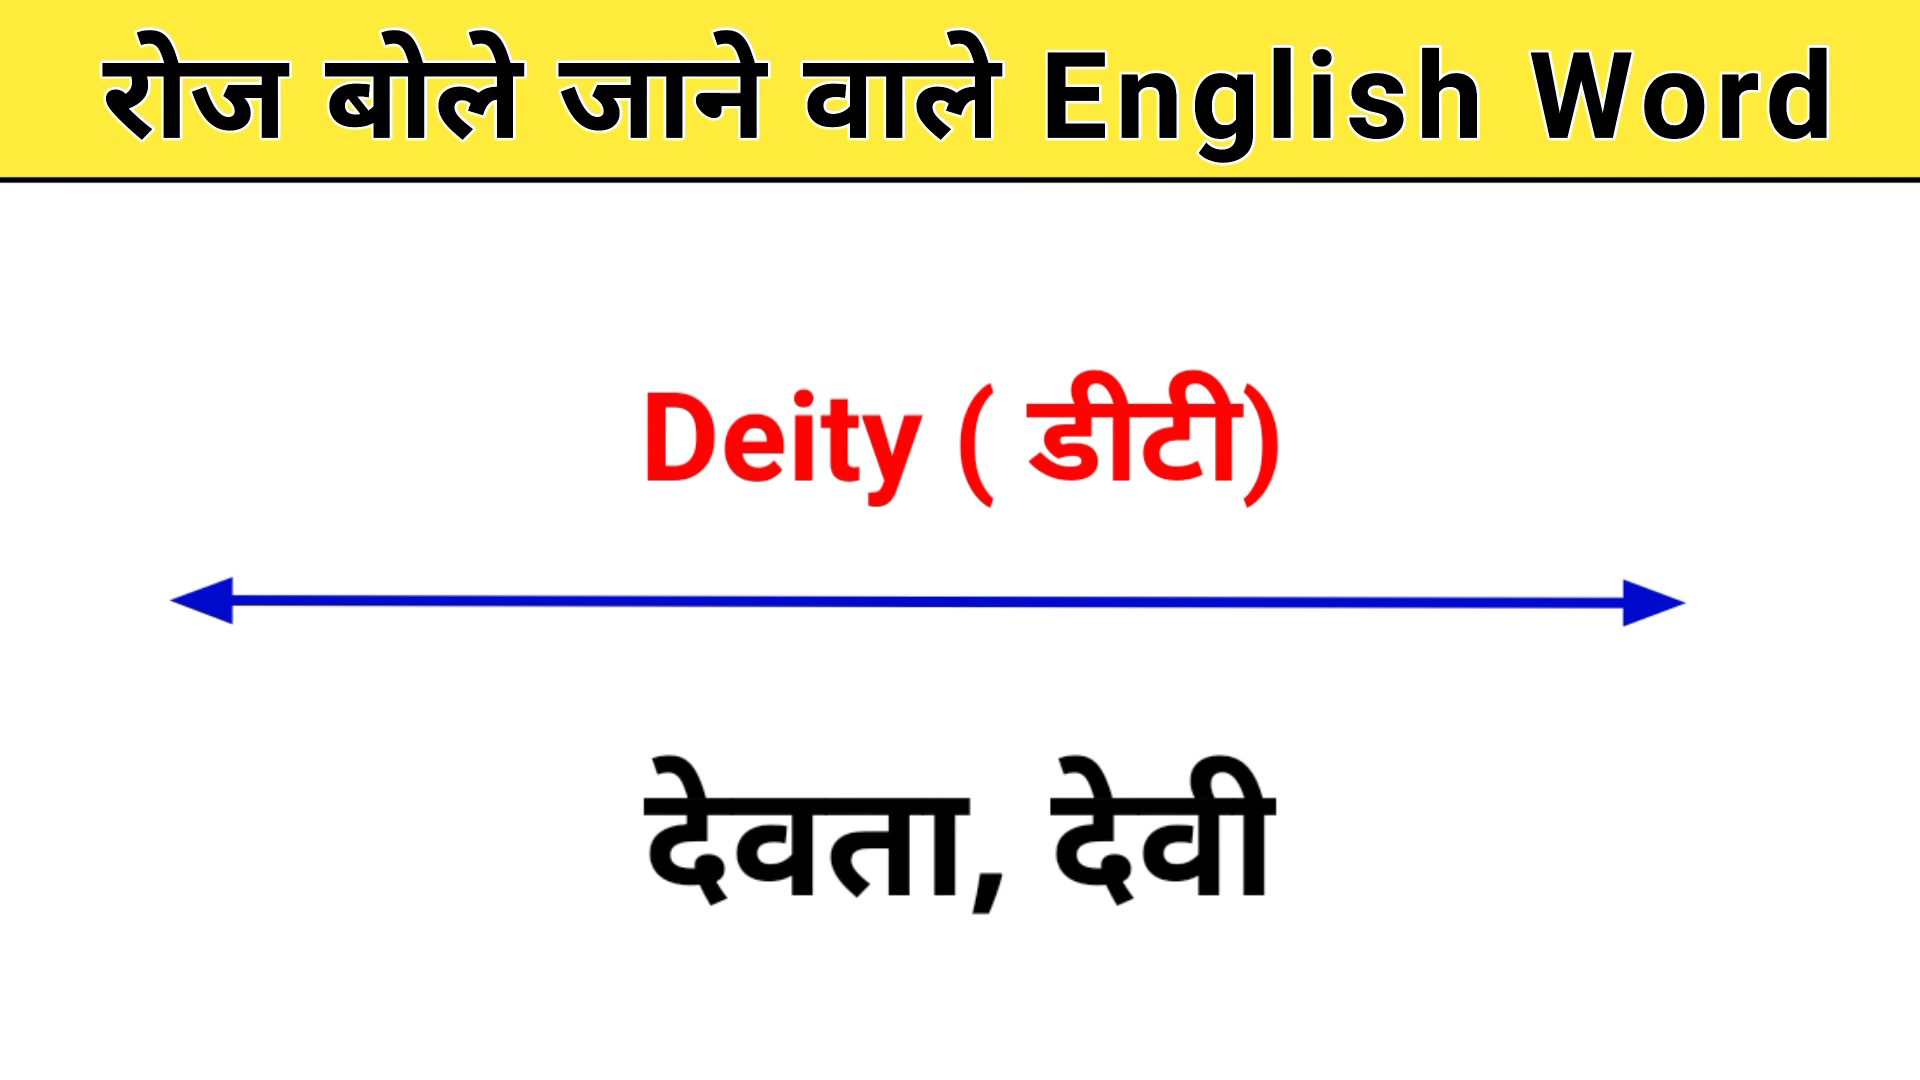 रोज बोले जाने वाले English Word
Deity ( डीटी)
देवता, देवी